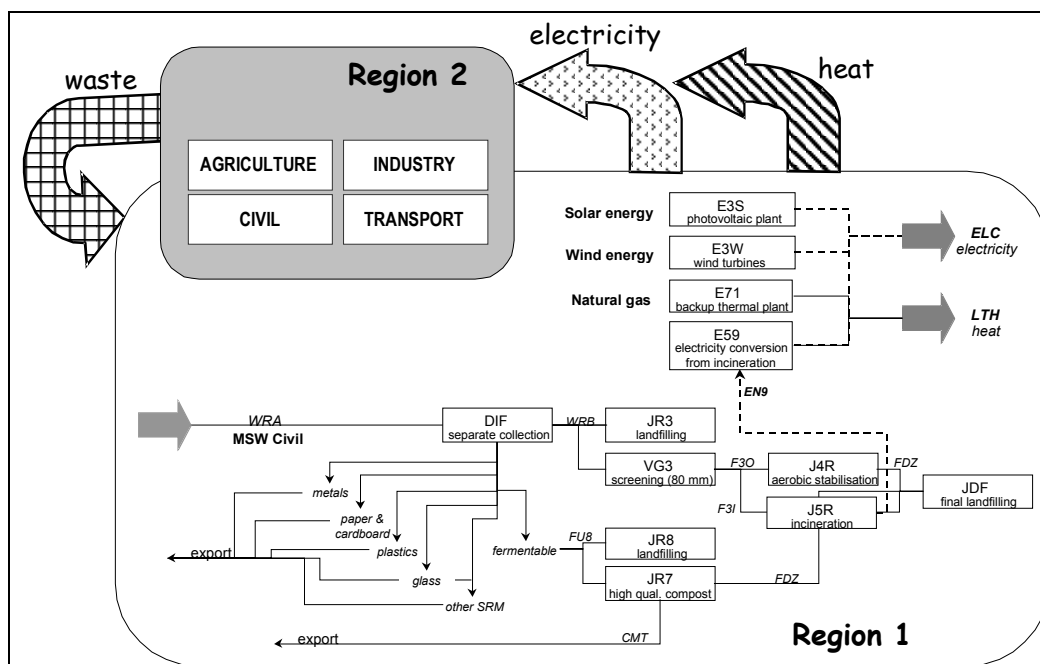 electricity
waste
Region 2
heat
AGRICULTURE
INDUSTRY
CIVIL
TRANSPORT
Solar energy
E3S
photovoltaic plant
ELC
electricity
Wind energy
E3W
wind turbines
Natural gas
E71
backup thermal plant
LTH
heat
E59
electricity conversion
from incineration
EN9
WRA
MSW Civil
DIF
separate collection
WRB
JR3
landfilling
VG3
screening (80 mm)
F3O
J4R
aerobic stabilisation
FDZ
JDF
final landfilling
F3I
J5R
incineration
metals
paper &
cardboard
plastics
glass
other SRM
export
fermentable
FU8
JR8
landfilling
JR7
high qual. compost
FDZ
CMT
export
Region 1